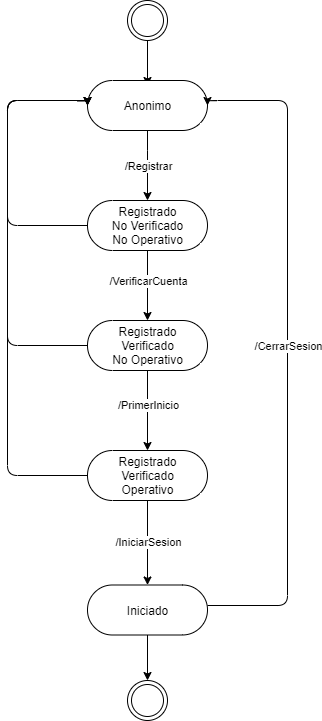 Anonimo
/Registrar
Registrado
No Verificado
No Operativo
/VerificarCuenta
Registrado
Verificado
No Operativo
/CerrarSesion
/PrimerInicio
Registrado
Verificado
Operativo
/IniciarSesion
Iniciado